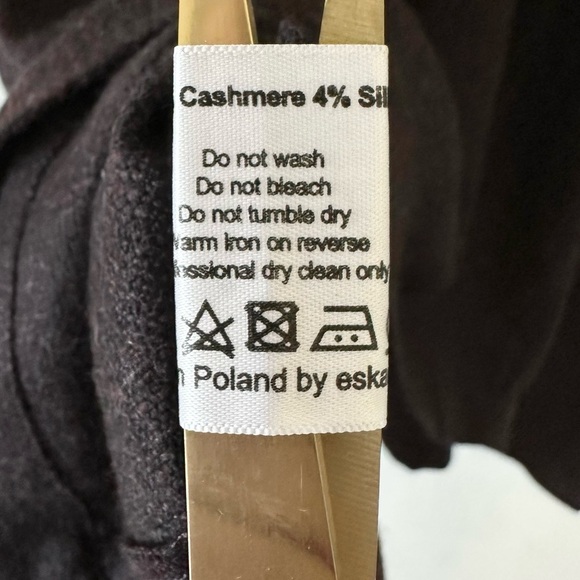 Cashmere 4% Sil
Do not wash
Do not bleach
Do not tumble dry
Warm Iron on reverse
fessional dry clean only
n Poland by eska